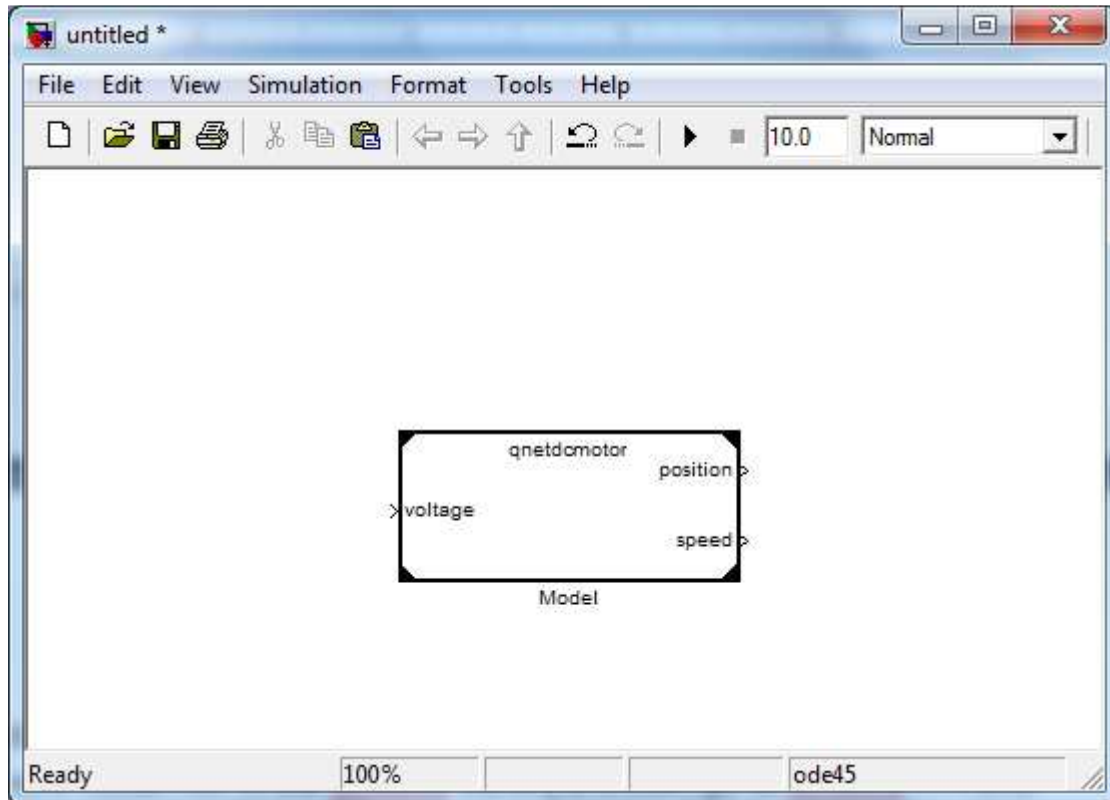 untitled *
File Edit View Simulation Format Tools Help
10.0 Normal
qnetdcmotor
position
voltage
speed
Model
Ready 100% ode45